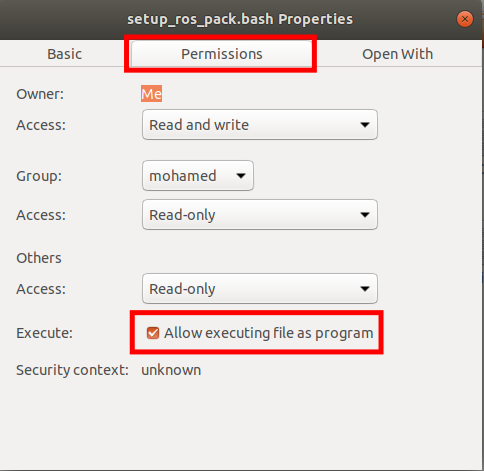 setup_ros_pack.bash Properties
Basic Permissions Open With
Owner: Me
Access: Read and write
Group: mohamed
Access: Read-only
Others
Access: Read-only
Execute: Allow executing file as program
Security context: unknown